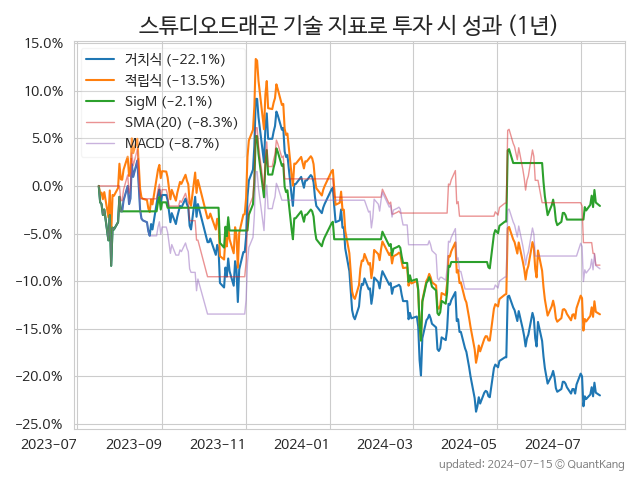 스튜디오드래곤 기술 지표로 투자 시 성과 (1년)
15.0%
10.0%
5.0%
0.0%
−5.0%
−10.0%
−15.0%
−20.0%
−25.0%
거치식 (−22.1%)
적립식 (−13.5%)
SigM (−2.1%)
SMA(20) (−8.3%)
MACD (−8.7%)
2023-07 2023-09 2023-11 2024-01 2024-03 2024-05 2024-07
updated: 2024-07-15 © QuantKang